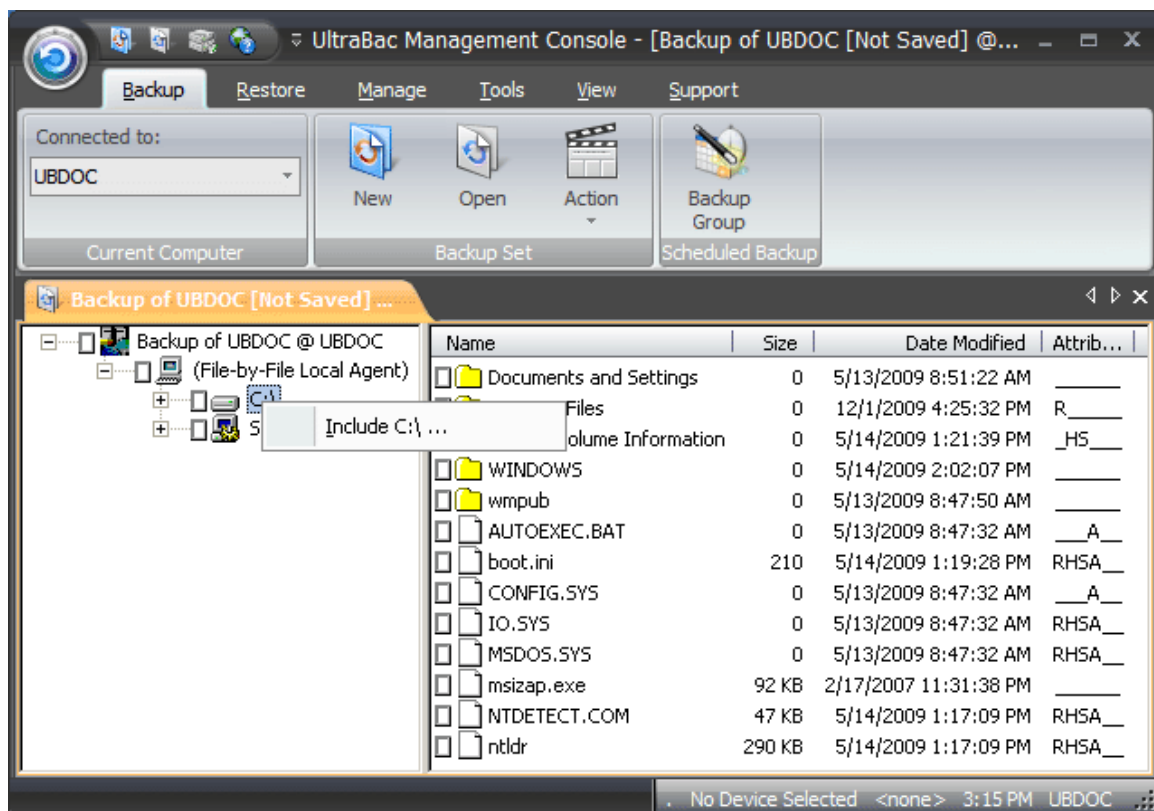 UltraBac Management Console - [Backup of UBDOC [Not Saved] @...
Backup Restore Manage Tools View Support
Connected to:
UBDOC
New Open Action Backup Group
Current Computer Backup Set Scheduled Backup
Backup of UBDOC [Not Saved] ...
Backup of UBDOC @ UBDOC
(File-by-File Local Agent)
C:\
S
Include C:\ ...
Name Size Date Modified Attrib...
Documents and Settings 0 5/13/2009 8:51:22 AM ______
Files 0 12/1/2009 4:25:32 PM R_____
olume Information 0 5/14/2009 1:21:39 PM _HS___
WINDOWS 0 5/14/2009 2:02:07 PM ______
wmpub 0 5/13/2009 8:47:50 AM ______
AUTOEXEC.BAT 0 5/13/2009 8:47:32 AM ___A__
boot.ini 210 5/14/2009 1:19:28 PM RHSA__
CONFIG.SYS 0 5/13/2009 8:47:32 AM ___A__
IO.SYS 0 5/13/2009 8:47:32 AM RHSA__
MSDOS.SYS 0 5/13/2009 8:47:32 AM RHSA__
msizap.exe 92 KB 2/17/2007 11:31:38 PM ______
NTDETECT.COM 47 KB 5/14/2009 1:17:09 PM RHSA__
ntldr 290 KB 5/14/2009 1:17:09 PM RHSA__
. No Device Selected <none> 3:15 PM UBDOC